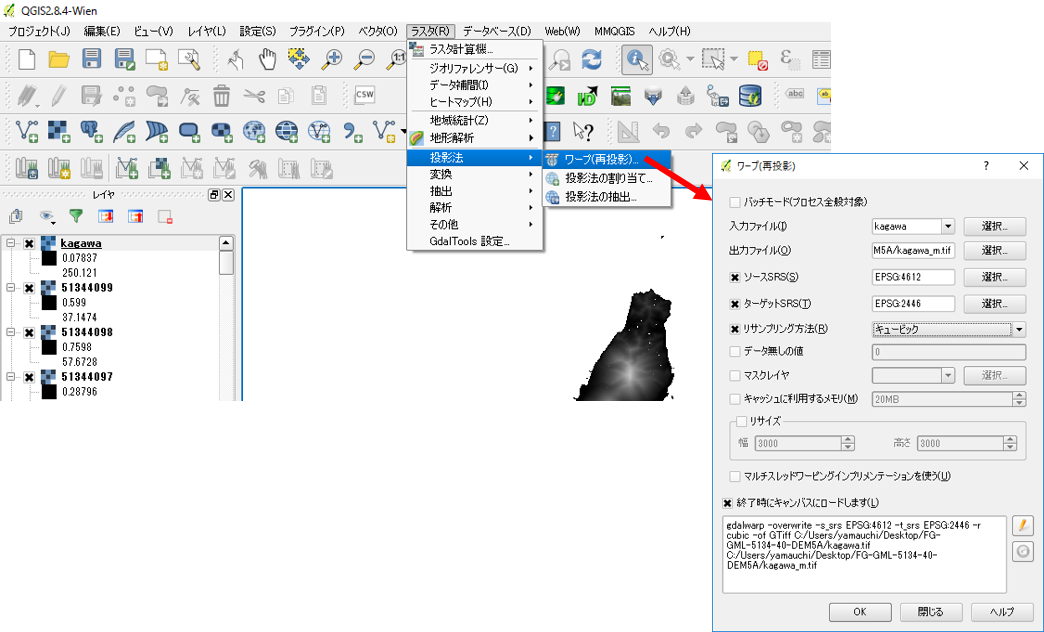 QGIS2.8.4-Wien
プロジェクト(J) 編集(E) ビュー(V) レイヤ(L) 設定(S) プラグイン(P) ベクタ(O) ラスタ(R) データベース(D) Web(W) MMQGIS ヘルプ(H)
ラスタ計算機...
ジオリファレンサー(G)
データ補間(I)
ヒートマップ(H)
地域統計(Z)
地形解析
投影法
変換
抽出
解析
その他
GdalTools 設定...
ワープ(再投影)...
投影法の割り当て...
投影法の抽出...
CSW
abc
レイヤ
kagawa
0.07837
250.121
51344099
0.599
37.1474
51344098
0.7598
57.6728
51344097
0.28796
ワープ(再投影)
バッチモード(プロセス全般対象)
入力ファイル(I) kagawa 選択...
出力ファイル(O) M5A/kagawa_m.tif 選択...
ソースSRS(S) EPSG:4612 選択...
ターゲットSRS(T) EPSG:2446 選択...
リサンプリング方法(R) キュービック
データ無しの値 0
マスクレイヤ 選択...
キャッシュに利用するメモリ(M) 20MB
リサイズ
幅 3000 高さ 3000
マルチスレッドワーピングインプリメンテーションを使う(U)
終了時にキャンバスにロードします(L)
gdalwarp -overwrite -s_srs EPSG:4612 -t_srs EPSG:2446 -r
cubic -of GTiff C:/Users/yamauchi/Desktop/FG-
GML-5134-40-DEM5A/kagawa.tif
C:/Users/yamauchi/Desktop/FG-GML-5134-40-
DEM5A/kagawa_m.tif
OK 閉じる ヘルプ